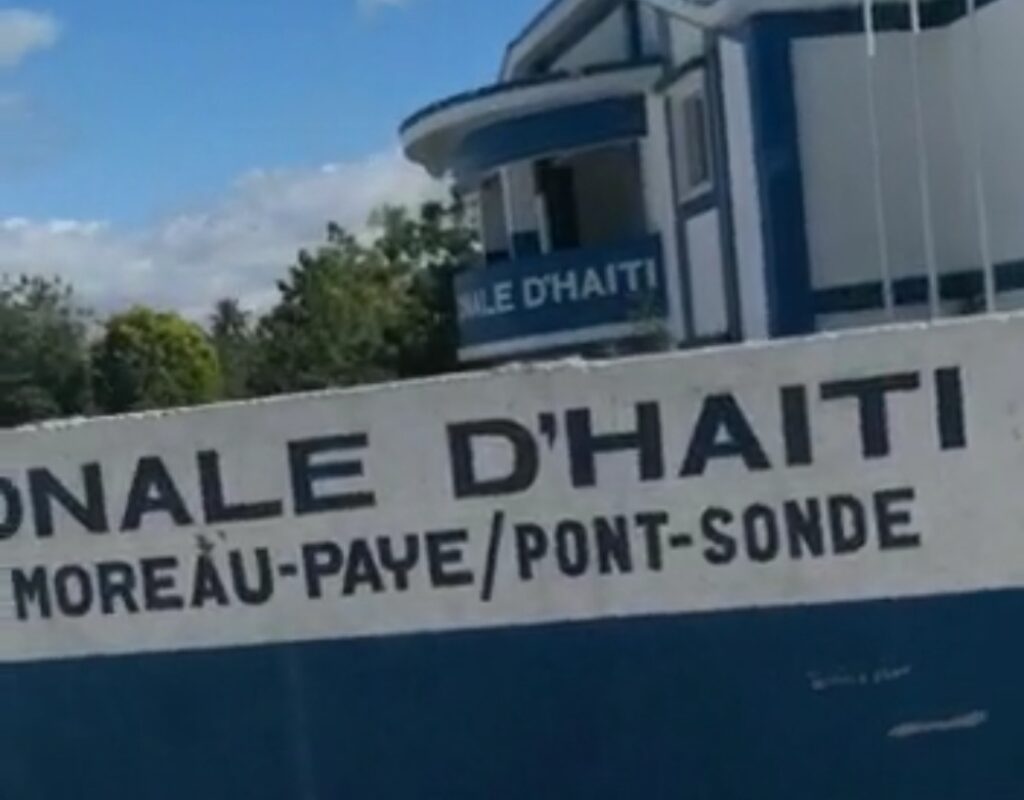 NALE D'HAITI
ONALE D'HAITI
MOREAU-PAYE/PONT-SONDE